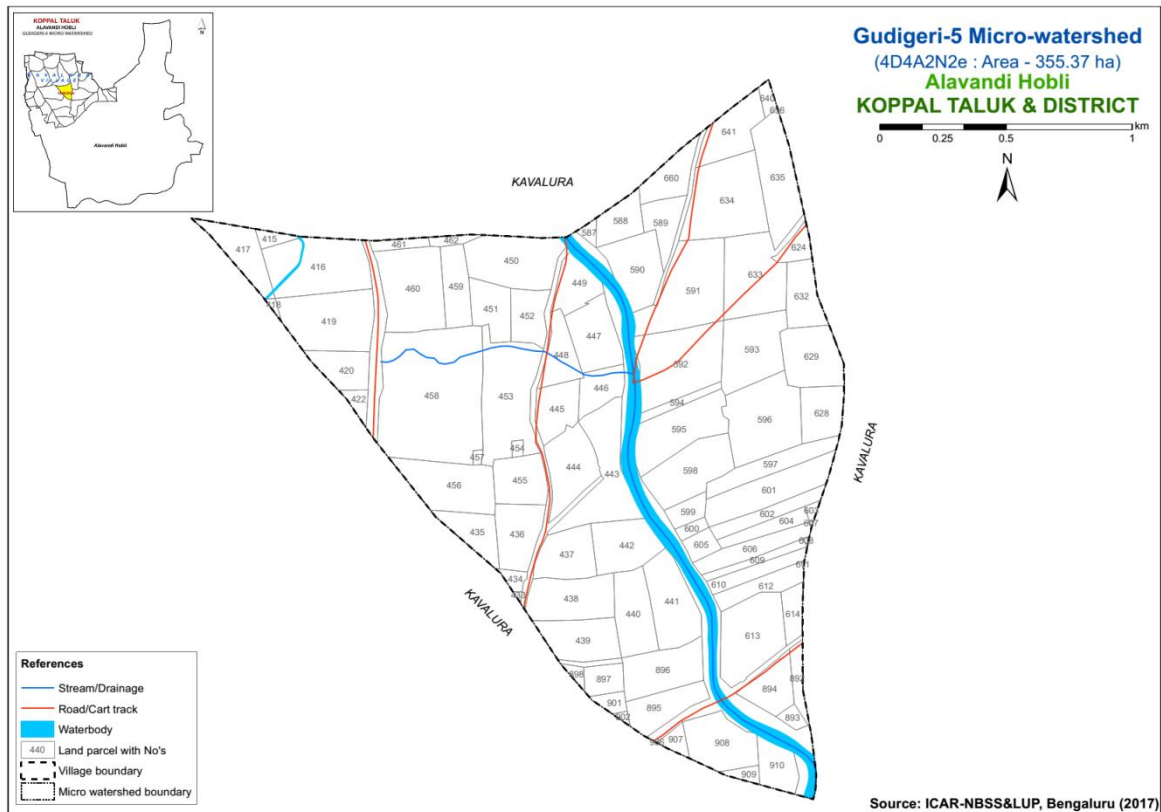 KOPPAL TALUK
ALAVANDI HOBLI
GUDIGERI-5 MICRO-WATERSHED
N
KAVALURA
VILLAGE
Alavandi Hobli
Gudigeri-5 Micro-watershed
(4D4A2N2e : Area - 355.37 ha)
Alavandi Hobli
KOPPAL TALUK & DISTRICT
km
0 0.25 0.5 1
N
KAVALURA
640
641
660 635
634
588 589
587
624
415
417 461 462 450
416 590 633
460 459 449 591 632
419 451 452
447
448 593 629
420 592
446
422 458 453 594
445 628
596
595
454
457 444 443 597
456 455 598
601
599 602
604
435 436 600
605 606
437 442 609
434 610 612
438 440 441 614
613
439
896
897 894
901
895 893
902
907 908
910
909
KAVALURA
KAVALURA
References
Stream/Drainage
Road/Cart track
Waterbody
440 Land parcel with No's
Village boundary
Micro watershed boundary
Source: ICAR-NBSS&LUP, Bengaluru (2017)